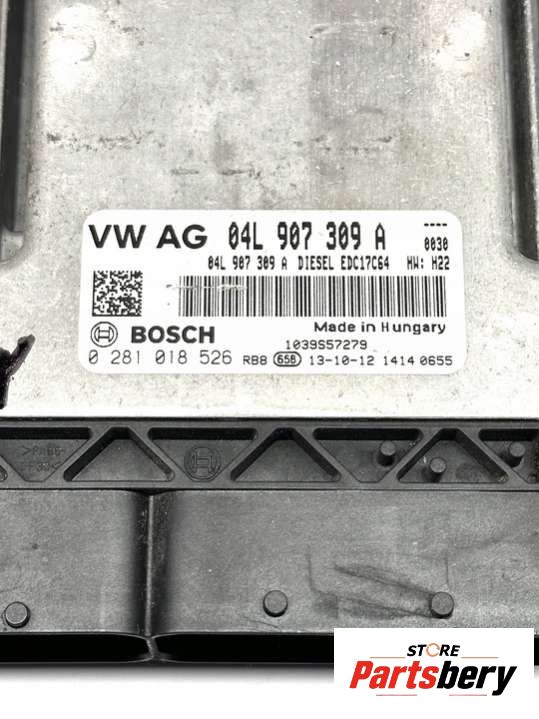 VW AG 04L 907 309 A
---- 0030
04L 907 309 A DIESEL EDC17C64 HW: H22
Made in Hungary
BOSCH 1039S57279
0 281 018 526 RBB 658 13-10-12 1414 0655
STORE
Partsbery